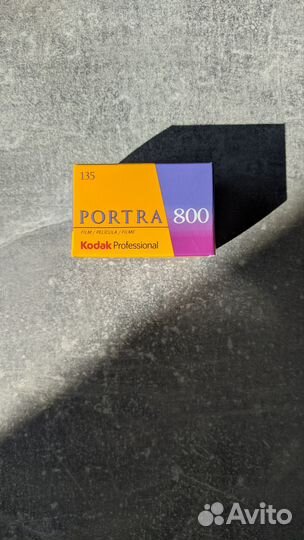 135
PORTRA 800
FILM / PELÍCULA / FILME
Kodak Professional
Avito